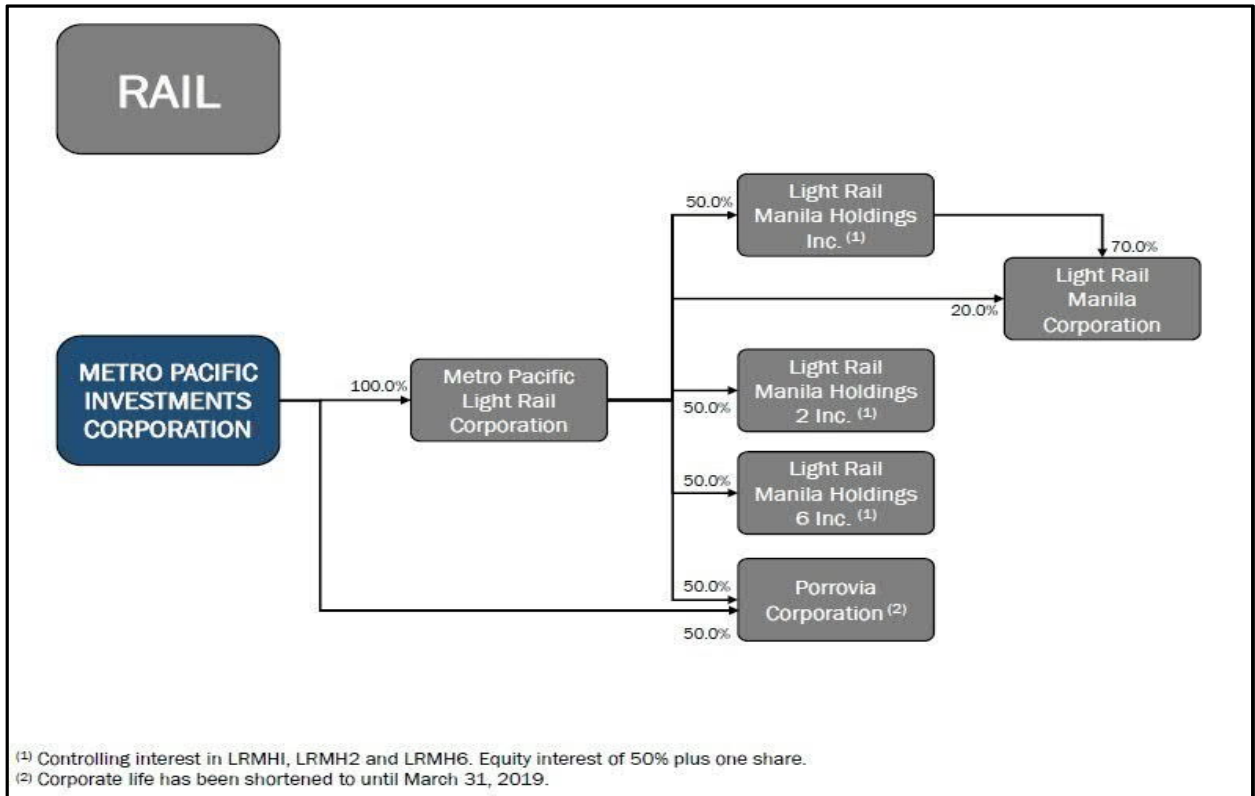 RAIL
METRO PACIFIC
INVESTMENTS
CORPORATION
100.0%
Metro Pacific
Light Rail
Corporation
50.0%
Light Rail
Manila Holdings
Inc. (1)
70.0%
20.0%
Light Rail
Manila
Corporation
50.0%
Light Rail
Manila Holdings
2 Inc. (1)
50.0%
Light Rail
Manila Holdings
6 Inc. (1)
50.0%
50.0%
Porrovia
Corporation (2)
(1) Controlling interest in LRMHI, LRMH2 and LRMH6. Equity interest of 50% plus one share.
(2) Corporate life has been shortened to until March 31, 2019.